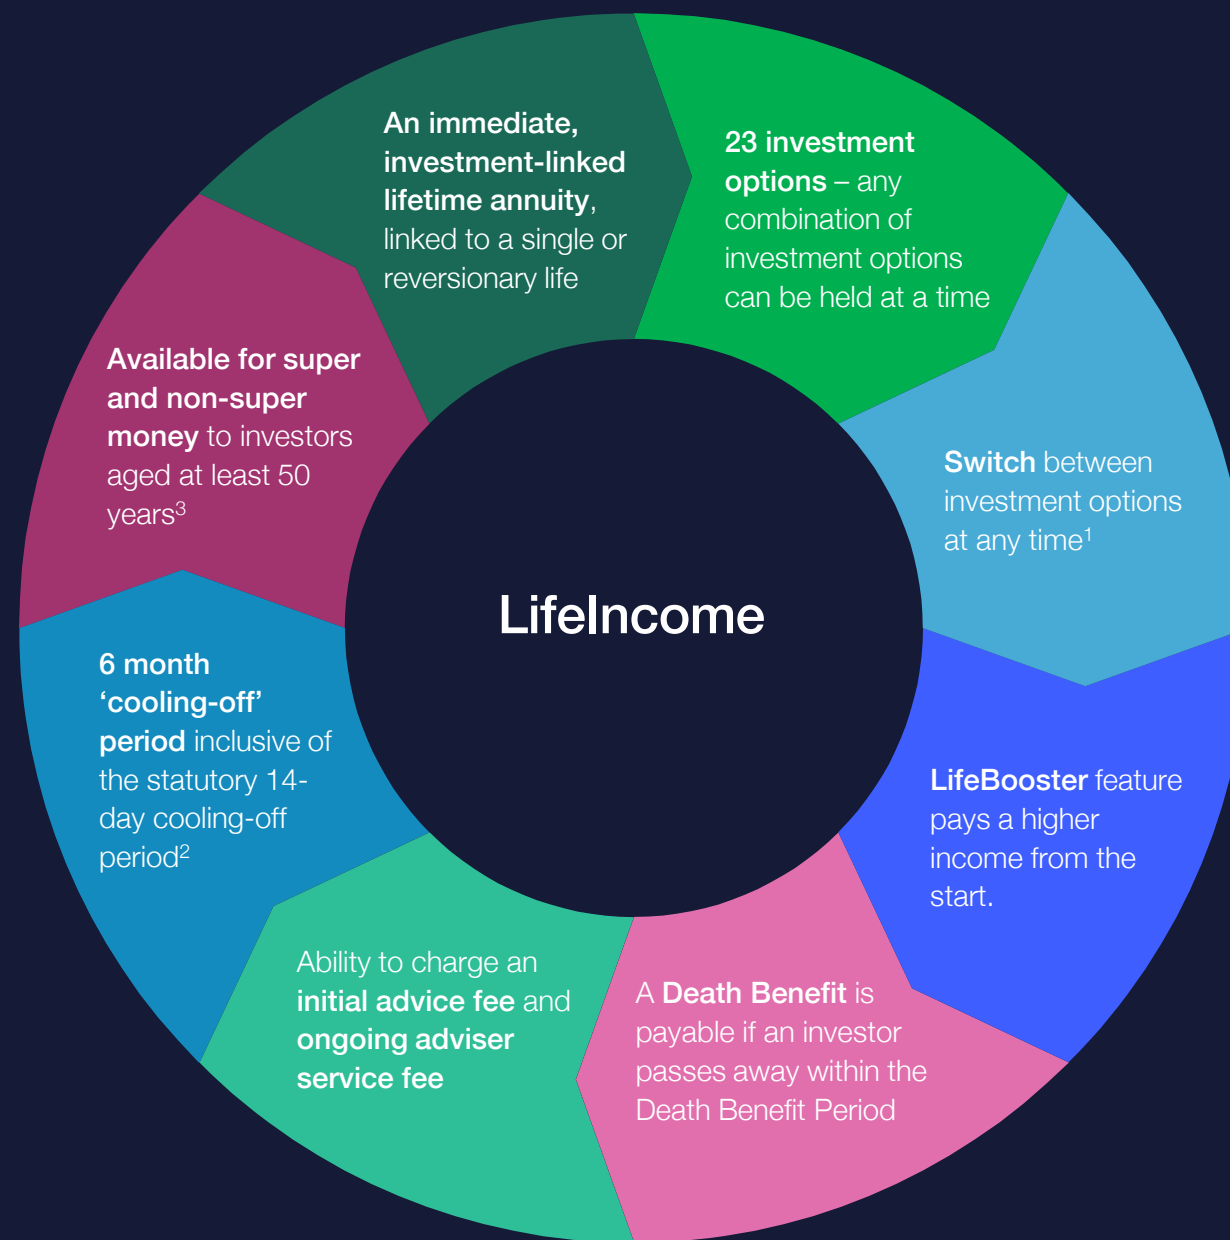 An immediate,
investment-linked
lifetime annuity,
linked to a single or
reversionary life
23 investment
options – any
combination of
investment options
can be held at a time
Switch between
investment options
at any time¹
LifeBooster feature
pays a higher
income from the
start.
A Death Benefit is
payable if an investor
passes away within the
Death Benefit Period
Ability to charge an
initial advice fee and
ongoing adviser
service fee
6 month
‘cooling-off’
period inclusive of
the statutory 14-
day cooling-off
period²
Available for super
and non-super
money to investors
aged at least 50
years³
LifeIncome